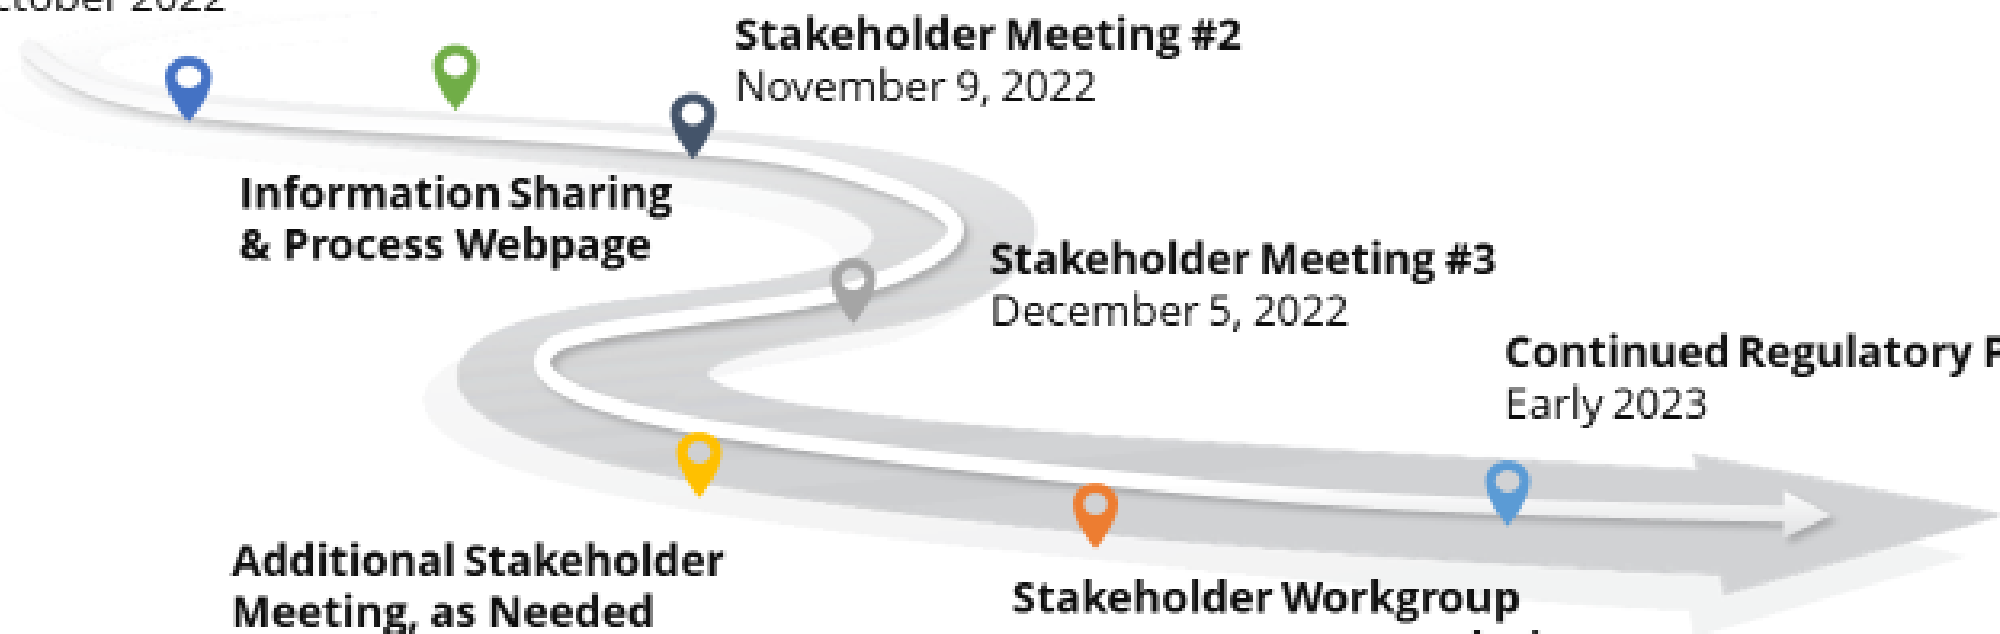 2022
Stakeholder Meeting #2
November 9, 2022
Information Sharing
& Process Webpage
Stakeholder Meeting #3
December 5, 2022
Continued Regulatory
Early 2023
Additional Stakeholder
Meeting, as Needed
Stakeholder Workgroup